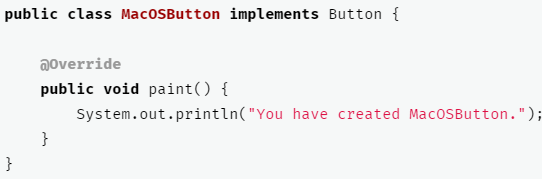 public class MacOSButton implements Button {
@Override
public void paint() {
System.out.println("You have created MacOSButton.");
}
}